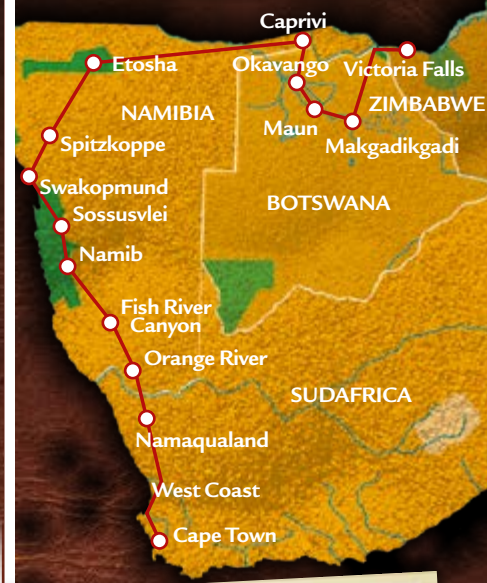 Caprivi
Etosha
Okavango
Victoria Falls
NAMIBIA
ZIMBABWE
Maun
Makgadikgadi
Spitzkoppe
Swakopmund
BOTSWANA
Sossusvlei
Namib
Fish River
Canyon
Orange River
SUDAFRICA
Namaqualand
West Coast
Cape Town